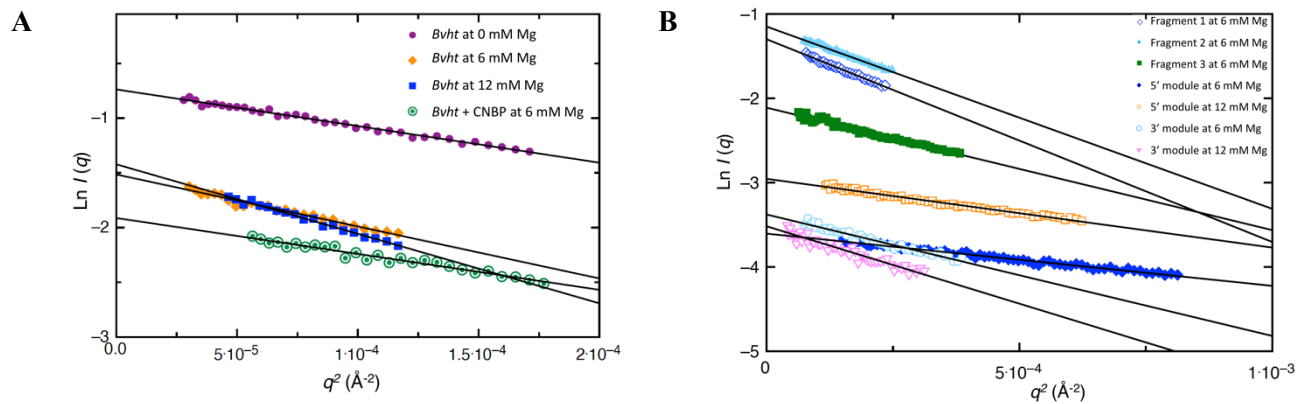 A
Ln I (q)
−1
−2
−3
Bvht at 0 mM Mg
Bvht at 6 mM Mg
Bvht at 12 mM Mg
Bvht + CNBP at 6 mM Mg
0.0
5·10⁻⁵
1·10⁻⁴
1.5·10⁻⁴
2·10⁻⁴
q² (Å⁻²)
B
Ln I (q)
−1
−2
−3
−4
−5
Fragment 1 at 6 mM Mg
Fragment 2 at 6 mM Mg
Fragment 3 at 6 mM Mg
5′ module at 6 mM Mg
5′ module at 12 mM Mg
3′ module at 6 mM Mg
3′ module at 12 mM Mg
0
5·10⁻⁴
1·10⁻³
q² (Å⁻²)